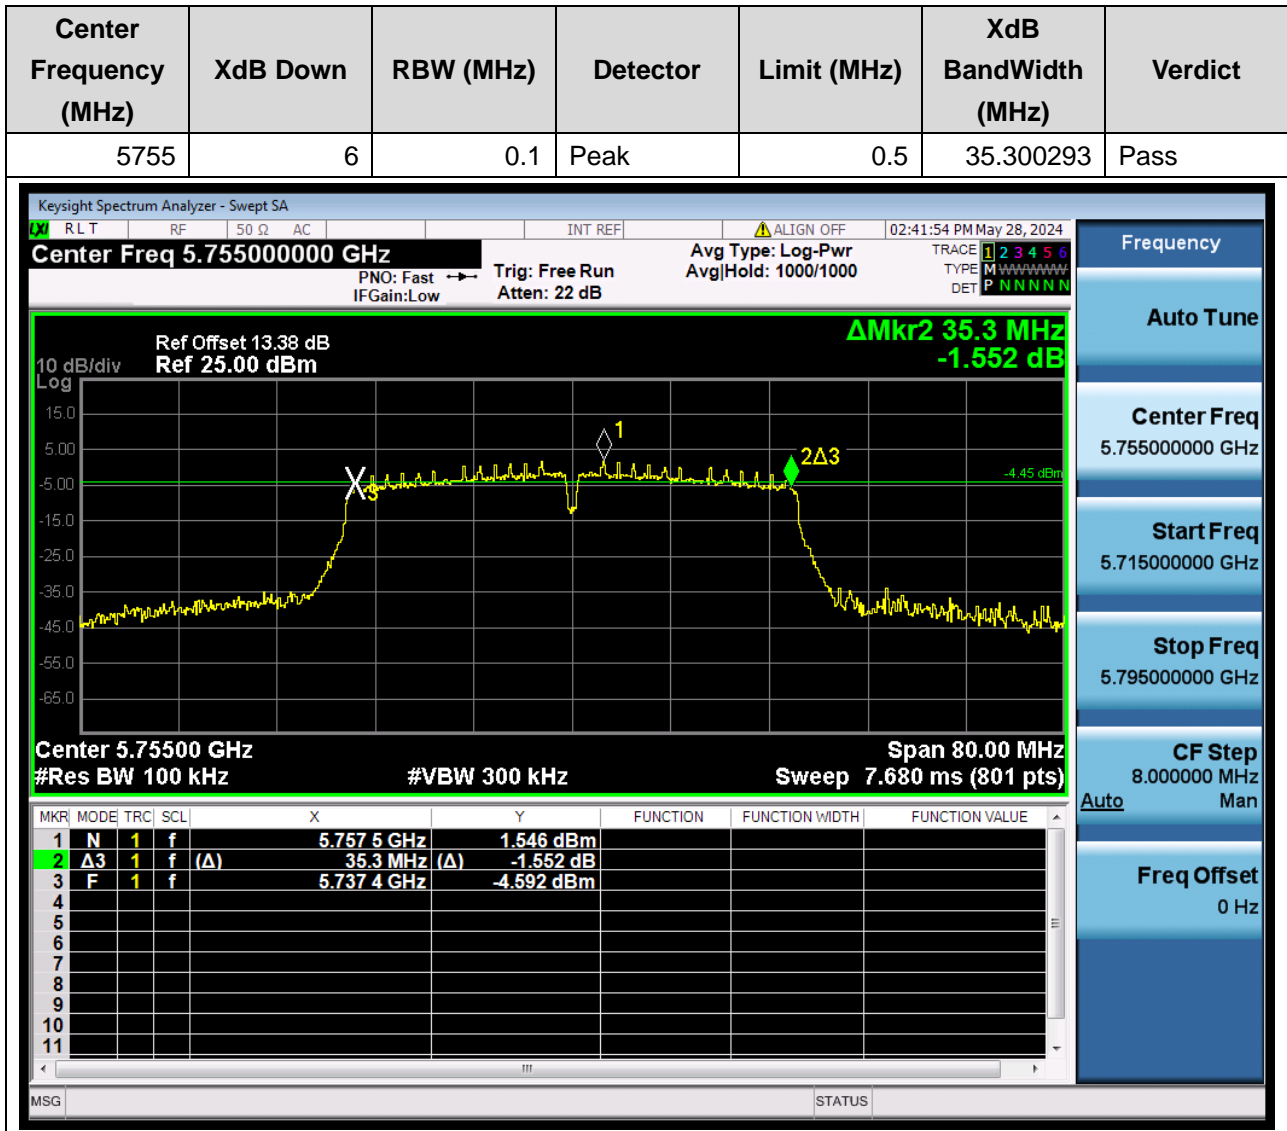 Center Frequency (MHz) XdB Down RBW (MHz) Detector Limit (MHz) XdB BandWidth (MHz) Verdict
5755 6 0.1 Peak 0.5 35.300293 Pass
Keysight Spectrum Analyzer - Swept SA
LXI R L T RF 50 Ω AC INT REF ALIGN OFF 02:41:54 PM May 28, 2024
Center Freq 5.755000000 GHz
PNO: Fast
IFGain:Low
Trig: Free Run
Atten: 22 dB
Avg Type: Log-Pwr
Avg|Hold: 1000/1000
TRACE 1 2 3 4 5 6
TYPE M W W W W W
DET P N N N N N
ΔMkr2 35.3 MHz
-1.552 dB
Ref Offset 13.38 dB
10 dB/div Ref 25.00 dBm
Log
15.0
5.00
-5.00
-15.0
-25.0
-35.0
-45.0
-55.0
-65.0
1
2Δ3
3
-4.45 dBm
Center 5.75500 GHz Span 80.00 MHz
#Res BW 100 kHz #VBW 300 kHz Sweep 7.680 ms (801 pts)
MKR MODE TRC SCL X Y FUNCTION FUNCTION WIDTH FUNCTION VALUE
1 N 1 f 5.757 5 GHz 1.546 dBm
2 Δ3 1 f (Δ) 35.3 MHz (Δ) -1.552 dB
3 F 1 f 5.737 4 GHz -4.592 dBm
4
5
6
7
8
9
10
11
MSG STATUS
Frequency
Auto Tune
Center Freq
5.755000000 GHz
Start Freq
5.715000000 GHz
Stop Freq
5.795000000 GHz
CF Step
8.000000 MHz
Auto Man
Freq Offset
0 Hz